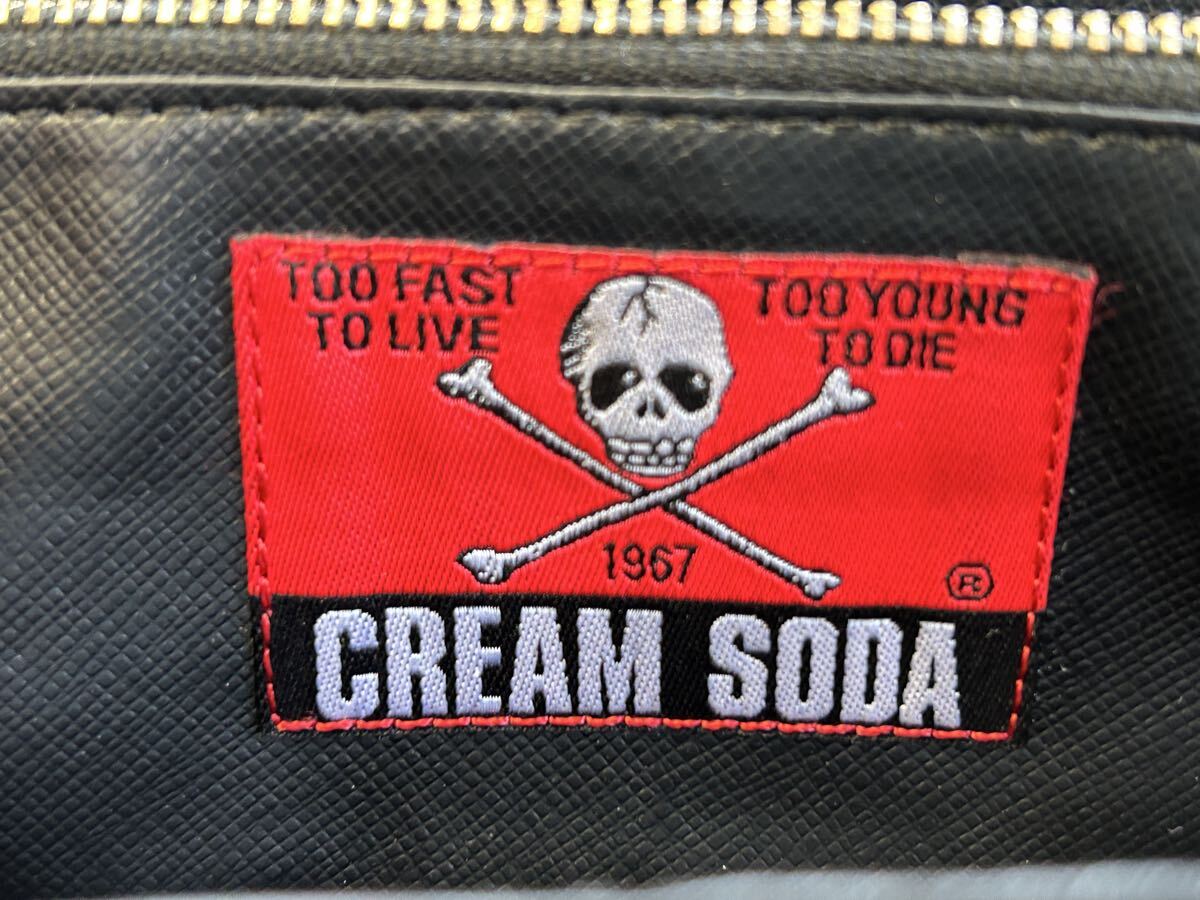 TOO FAST
TO LIVE
TOO YOUNG
TO DIE
1967
®
CREAM SODA